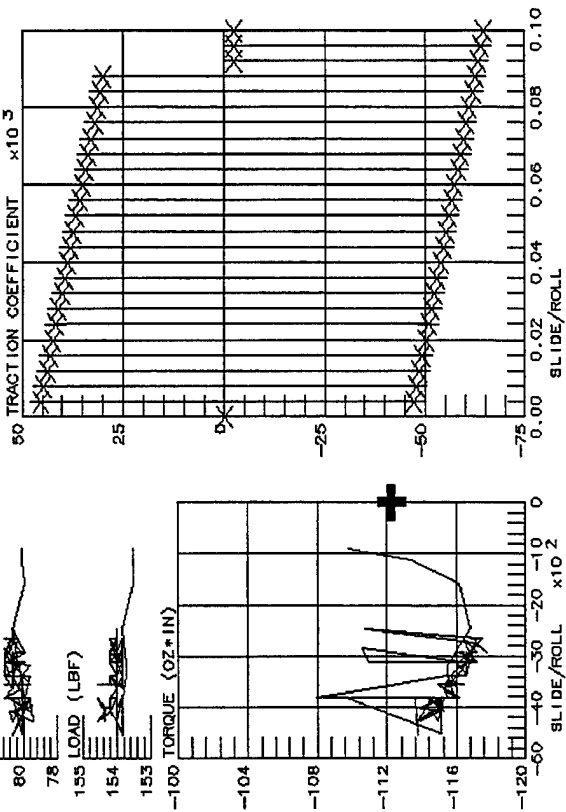 TRACTION COEFFICIENT x10 3
50
25
0
-25
-50
-75
0.00 0.02 0.04 0.06 0.08 0.10
SLIDE/ROLL
80
78
155 LOAD (LBF)
154
153
-100 TORQUE (OZ*IN)
-104
-108
-112
-116
-120
-60 -40 -30 -20 -10 0
SLIDE/ROLL x10 2